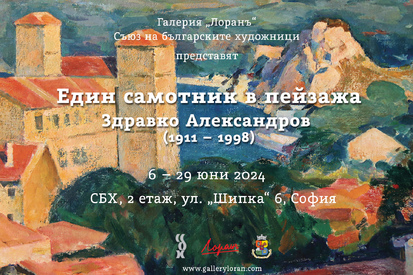 Галерия „Лоранъ“
Съюз на българските художници
представят
Един самотник в пейзажа
Здравко Александров
(1911 – 1998)
6 – 29 юни 2024
СБХ, 2 етаж, ул. „Шипка“ 6, София
Лоранъ
www.galleryloran.com